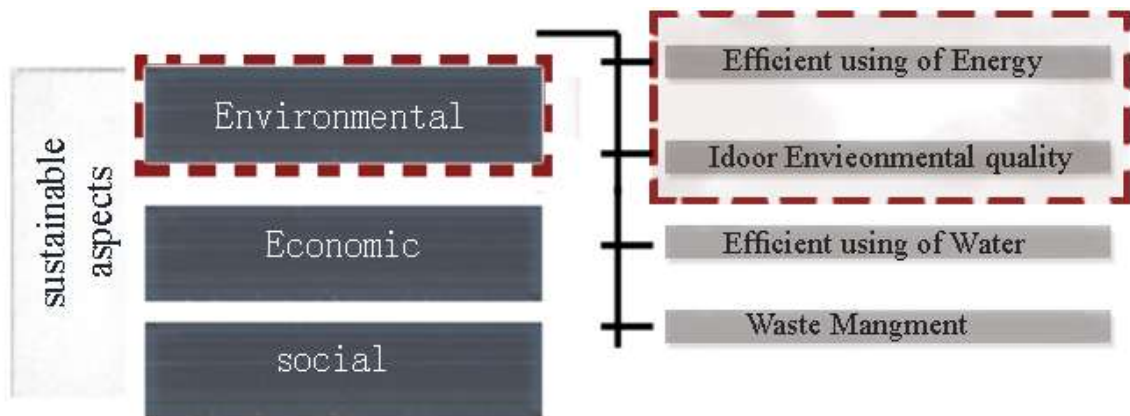 sustainable
aspects
Environmental
Economic
social
Efficient using of Energy
Idoor Envieonmental quality
Efficient using of Water
Waste Mangment